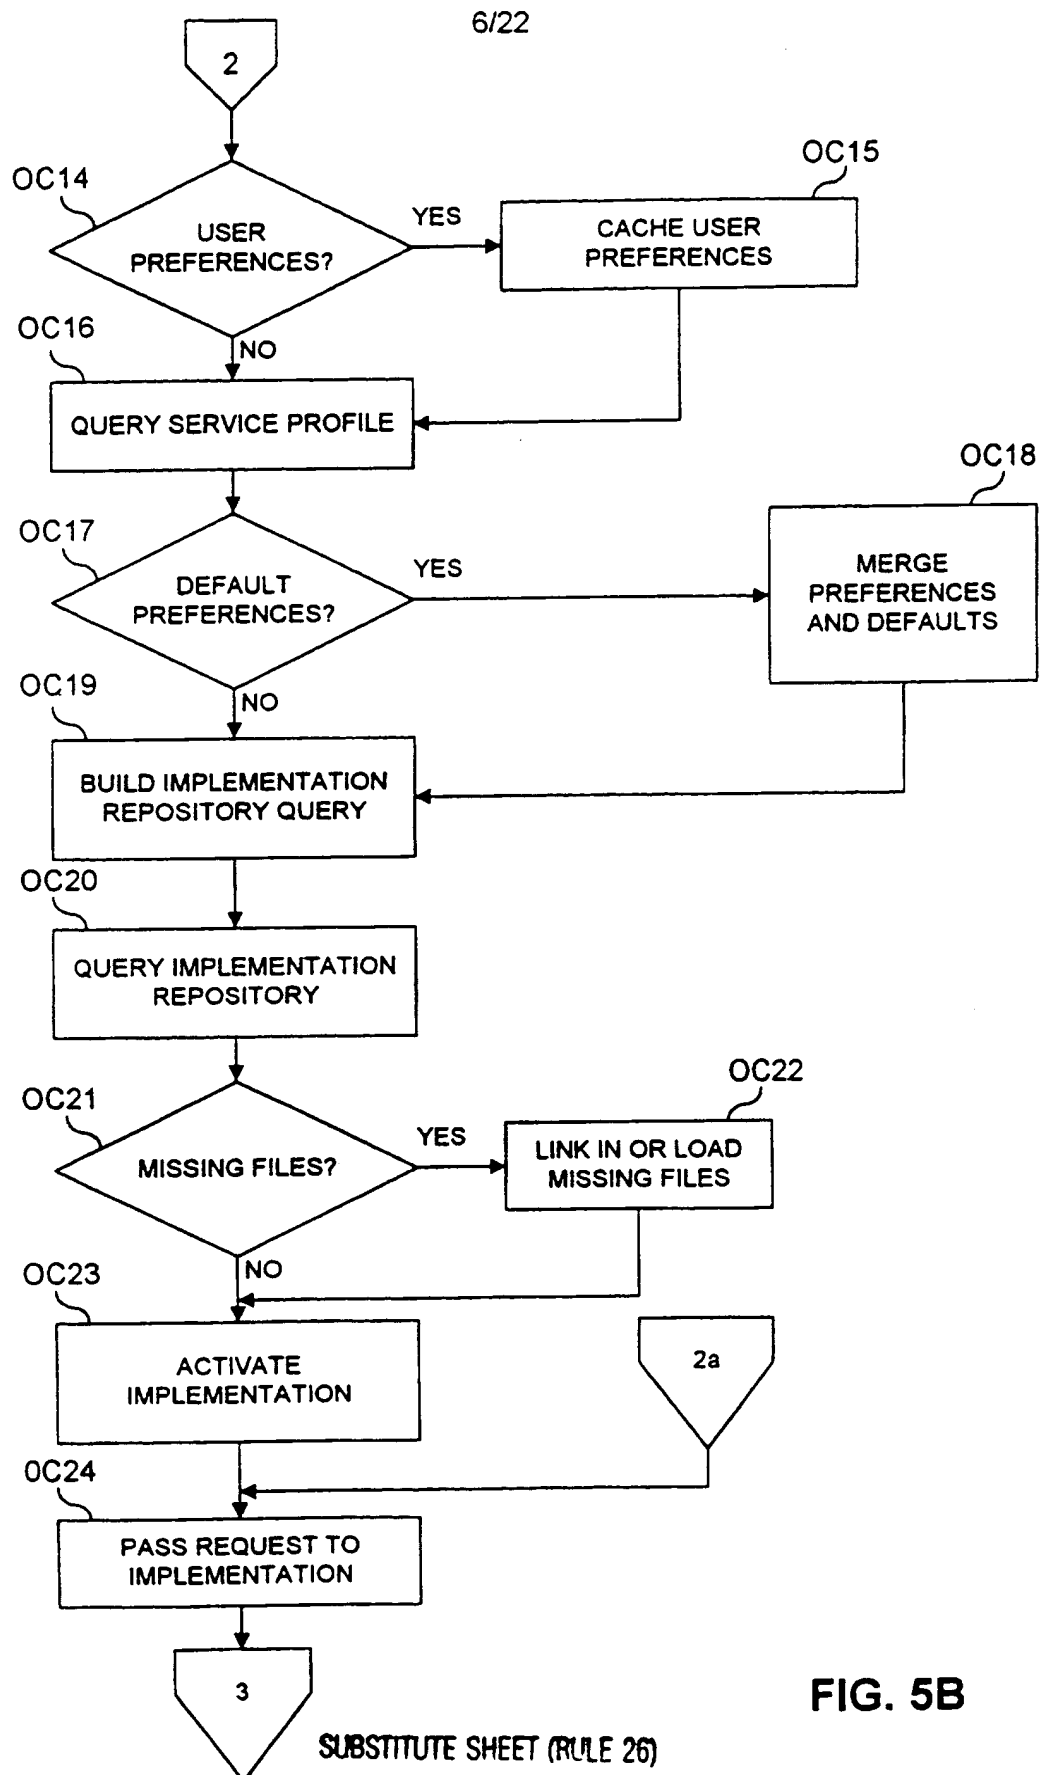 6/22
2
OC14
USER
PREFERENCES?
YES
OC15
CACHE USER
PREFERENCES
OC16
NO
QUERY SERVICE PROFILE
OC17
DEFAULT
PREFERENCES?
YES
OC18
MERGE
PREFERENCES
AND DEFAULTS
OC19
NO
BUILD IMPLEMENTATION
REPOSITORY QUERY
OC20
QUERY IMPLEMENTATION
REPOSITORY
OC21
MISSING FILES?
YES
OC22
LINK IN OR LOAD
MISSING FILES
NO
OC23
ACTIVATE
IMPLEMENTATION
2a
0C24
PASS REQUEST TO
IMPLEMENTATION
3
FIG. 5B
SUBSTITUTE SHEET (RULE 26)